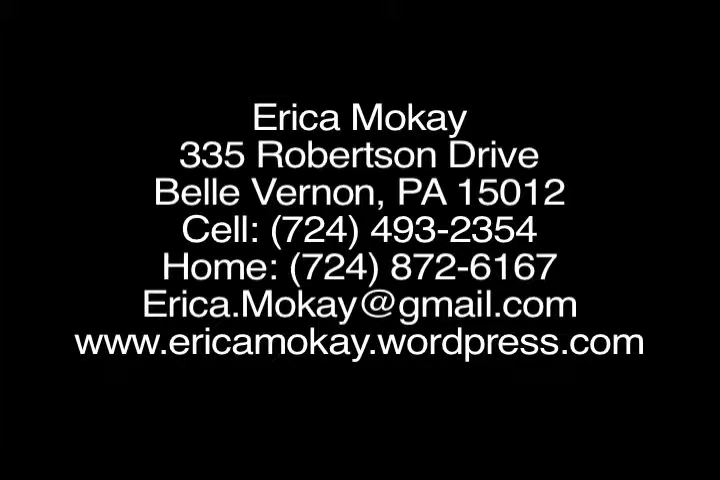 Erica Mokay
335 Robertson Drive
Belle Vernon, PA 15012
Cell: (724) 493-2354
Home: (724) 872-6167
Erica.Mokay@gmail.com
www.ericamokay.wordpress.com